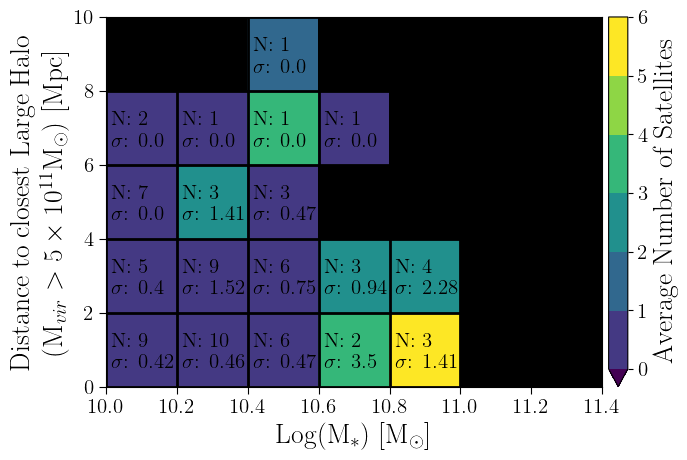 Distance to closest Large Halo
(M_{vir} > 5 × 10^{11}M_⊙) [Mpc]
10
8
6
4
2
0
N: 1
σ: 0.0
N: 2
σ: 0.0
N: 1
σ: 0.0
N: 1
σ: 0.0
N: 1
σ: 0.0
N: 7
σ: 0.0
N: 3
σ: 1.41
N: 3
σ: 0.47
N: 5
σ: 0.4
N: 9
σ: 1.52
N: 6
σ: 0.75
N: 3
σ: 0.94
N: 4
σ: 2.28
N: 9
σ: 0.42
N: 10
σ: 0.46
N: 6
σ: 0.47
N: 2
σ: 3.5
N: 3
σ: 1.41
10.0 10.2 10.4 10.6 10.8 11.0 11.2 11.4
Log(M_*) [M_⊙]
6
5
4
3
2
1
0
Average Number of Satellites